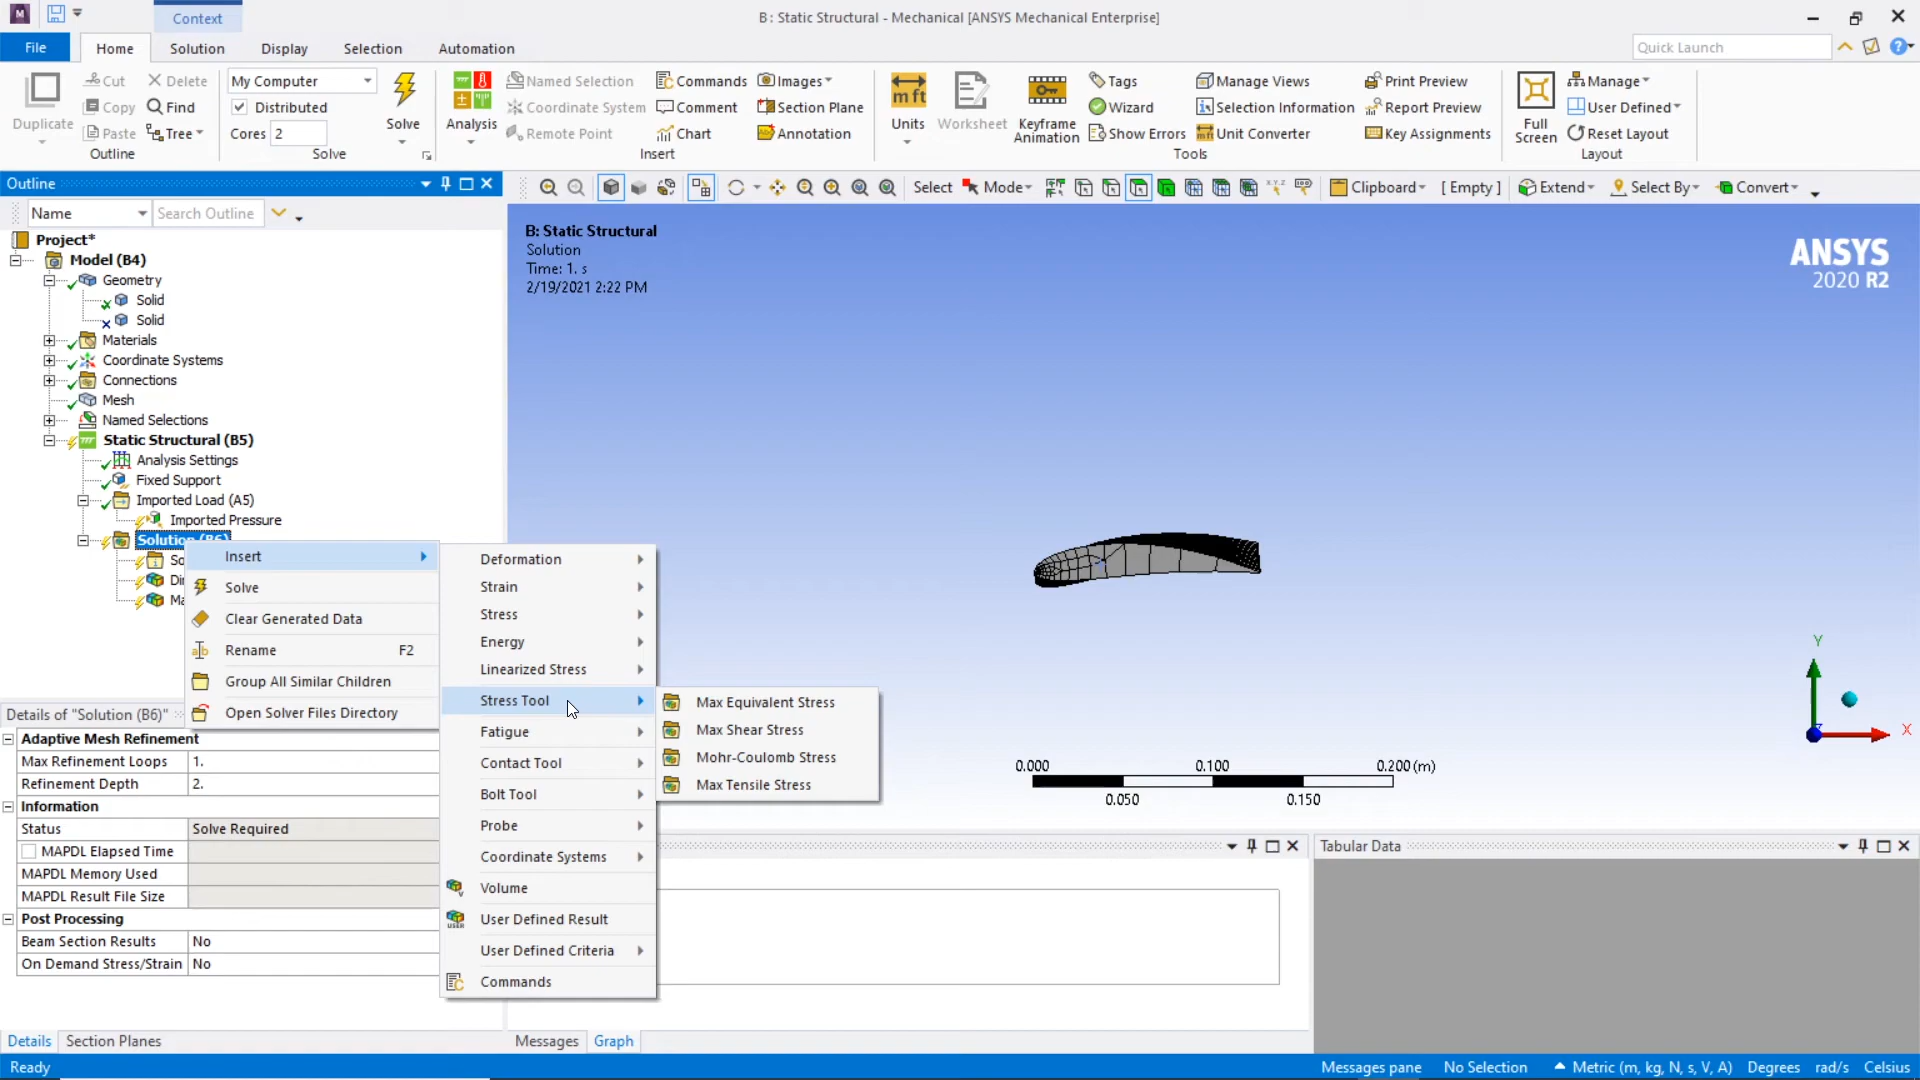 Context
B : Static Structural - Mechanical [ANSYS Mechanical Enterprise]
File
Home
Solution
Display
Selection
Automation
Quick Launch
Duplicate
Cut
Copy
Paste
Delete
Find
Tree
Outline
My Computer
Distributed
Cores 2
Solve
Solve
Analysis
Named Selection
Coordinate System
Remote Point
Commands
Comment
Chart
Images
Section Plane
Annotation
Insert
Units
Worksheet
Keyframe
Animation
Tags
Wizard
Show Errors
Manage Views
Selection Information
Unit Converter
Print Preview
Report Preview
Key Assignments
Tools
Full
Screen
Manage
User Defined
Reset Layout
Layout
Outline
Name
Search Outline
Select
Mode
Clipboard
[ Empty ]
Extend
Select By
Convert
Project*
Model (B4)
Geometry
Solid
Solid
Materials
Coordinate Systems
Connections
Mesh
Named Selections
Static Structural (B5)
Analysis Settings
Fixed Support
Imported Load (A5)
Imported Pressure
Solution (B6)
So
Di
Ma
Insert
Solve
Clear Generated Data
Rename F2
Group All Similar Children
Open Solver Files Directory
Deformation
Strain
Stress
Energy
Linearized Stress
Stress Tool
Fatigue
Contact Tool
Bolt Tool
Probe
Coordinate Systems
Volume
User Defined Result
User Defined Criteria
Commands
Max Equivalent Stress
Max Shear Stress
Mohr-Coulomb Stress
Max Tensile Stress
B: Static Structural
Solution
Time: 1. s
2/19/2021 2:22 PM
ANSYS
2020 R2
Y
X
0.000
0.100
0.200 (m)
0.050
0.150
Details of "Solution (B6)"
Adaptive Mesh Refinement
Max Refinement Loops 1.
Refinement Depth 2.
Information
Status Solve Required
MAPDL Elapsed Time
MAPDL Memory Used
MAPDL Result File Size
Post Processing
Beam Section Results No
On Demand Stress/Strain No
Details
Section Planes
Messages
Graph
Tabular Data
Ready
Messages pane
No Selection
Metric (m, kg, N, s, V, A)
Degrees
rad/s
Celsius